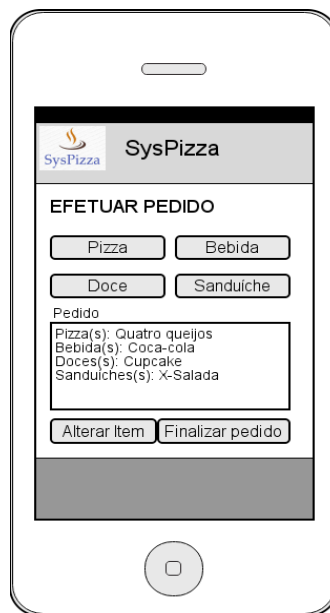 SysPizza
SysPizza
EFETUAR PEDIDO
Pizza
Bebida
Doce
Sanduíche
Pedido
Pizza(s): Quatro queijos
Bebida(s): Coca-cola
Doces(s): Cupcake
Sanduiches(s): X-Salada
Alterar Item
Finalizar pedido